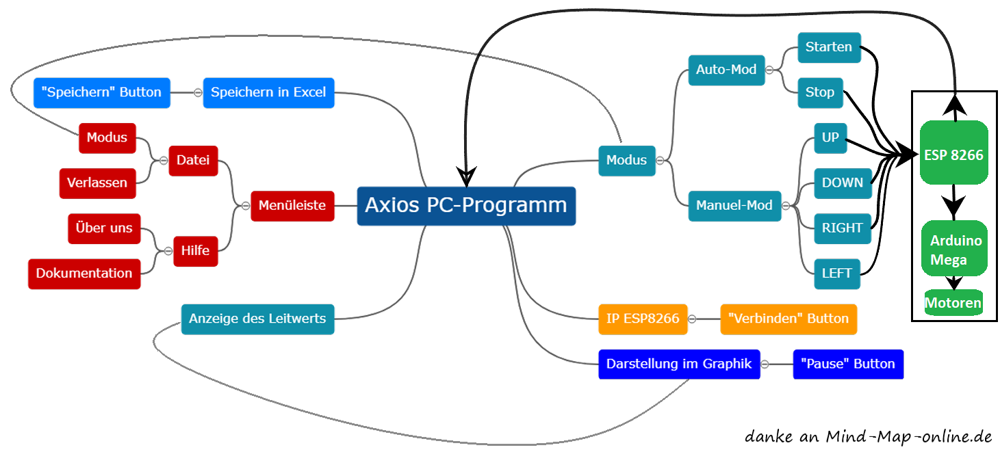 Starten
Auto-Mod
"Speichern" Button
Speichern in Excel
Stop
Modus
UP
Datei
Modus
ESP 8266
Verlassen
DOWN
Menüleiste
Axios PC-Programm
Manuel-Mod
Über uns
RIGHT
Hilfe
Arduino
Mega
Dokumentation
LEFT
Motoren
Anzeige des Leitwerts
IP ESP8266
"Verbinden" Button
Darstellung im Graphik
"Pause" Button
danke an Mind-Map-online.de